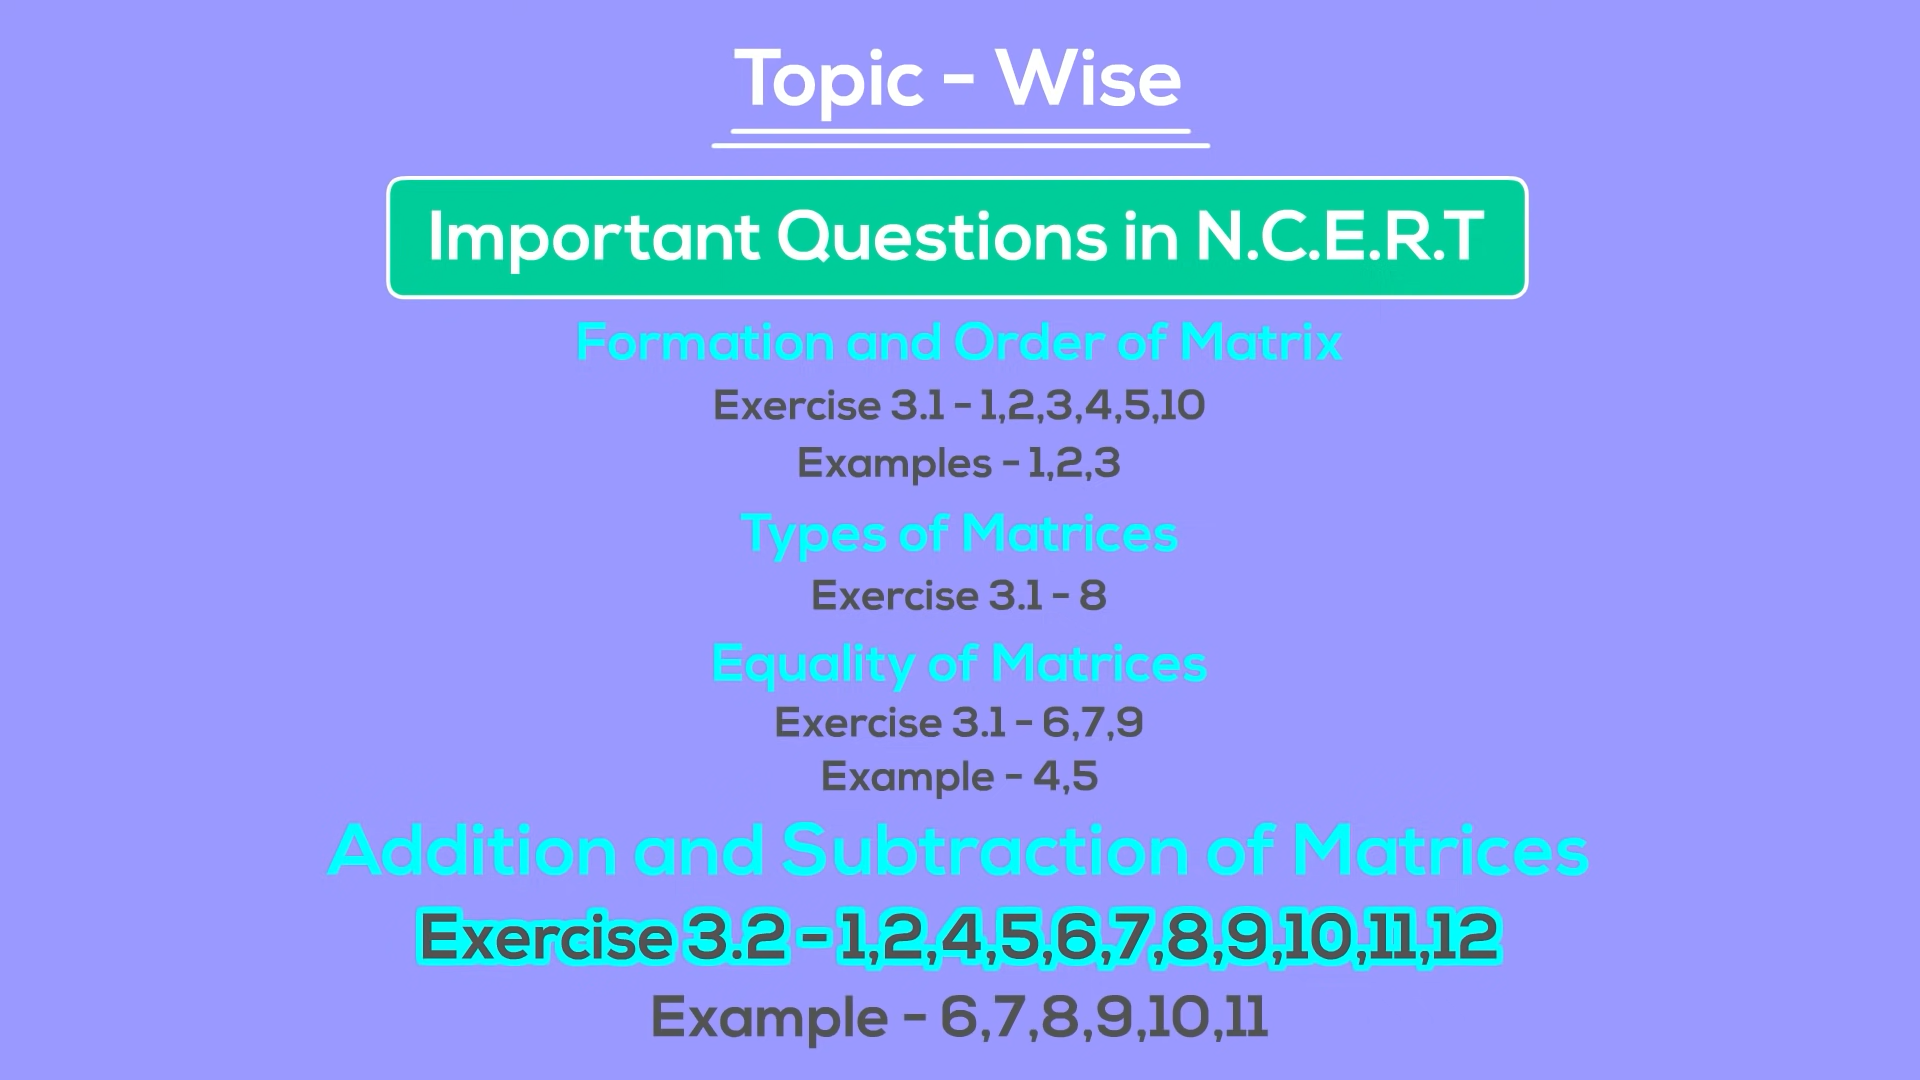 Topic - Wise
Important Questions in N.C.E.R.T
Formation and Order of Matrix
Exercise 3.1 - 1,2,3,4,5,10
Examples - 1,2,3
Types of Matrices
Exercise 3.1 - 8
Equality of Matrices
Exercise 3.1 - 6,7,9
Example - 4,5
Addition and Subtraction of Matrices
Exercise 3.2 - 1,2,4,5,6,7,8,9,10,11,12
Example - 6,7,8,9,10,11